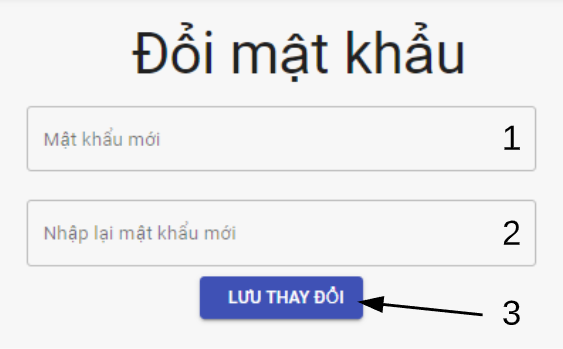 Đổi mật khẩu
Mật khẩu mới 1
Nhập lại mật khẩu mới 2
LƯU THAY ĐỔI
3